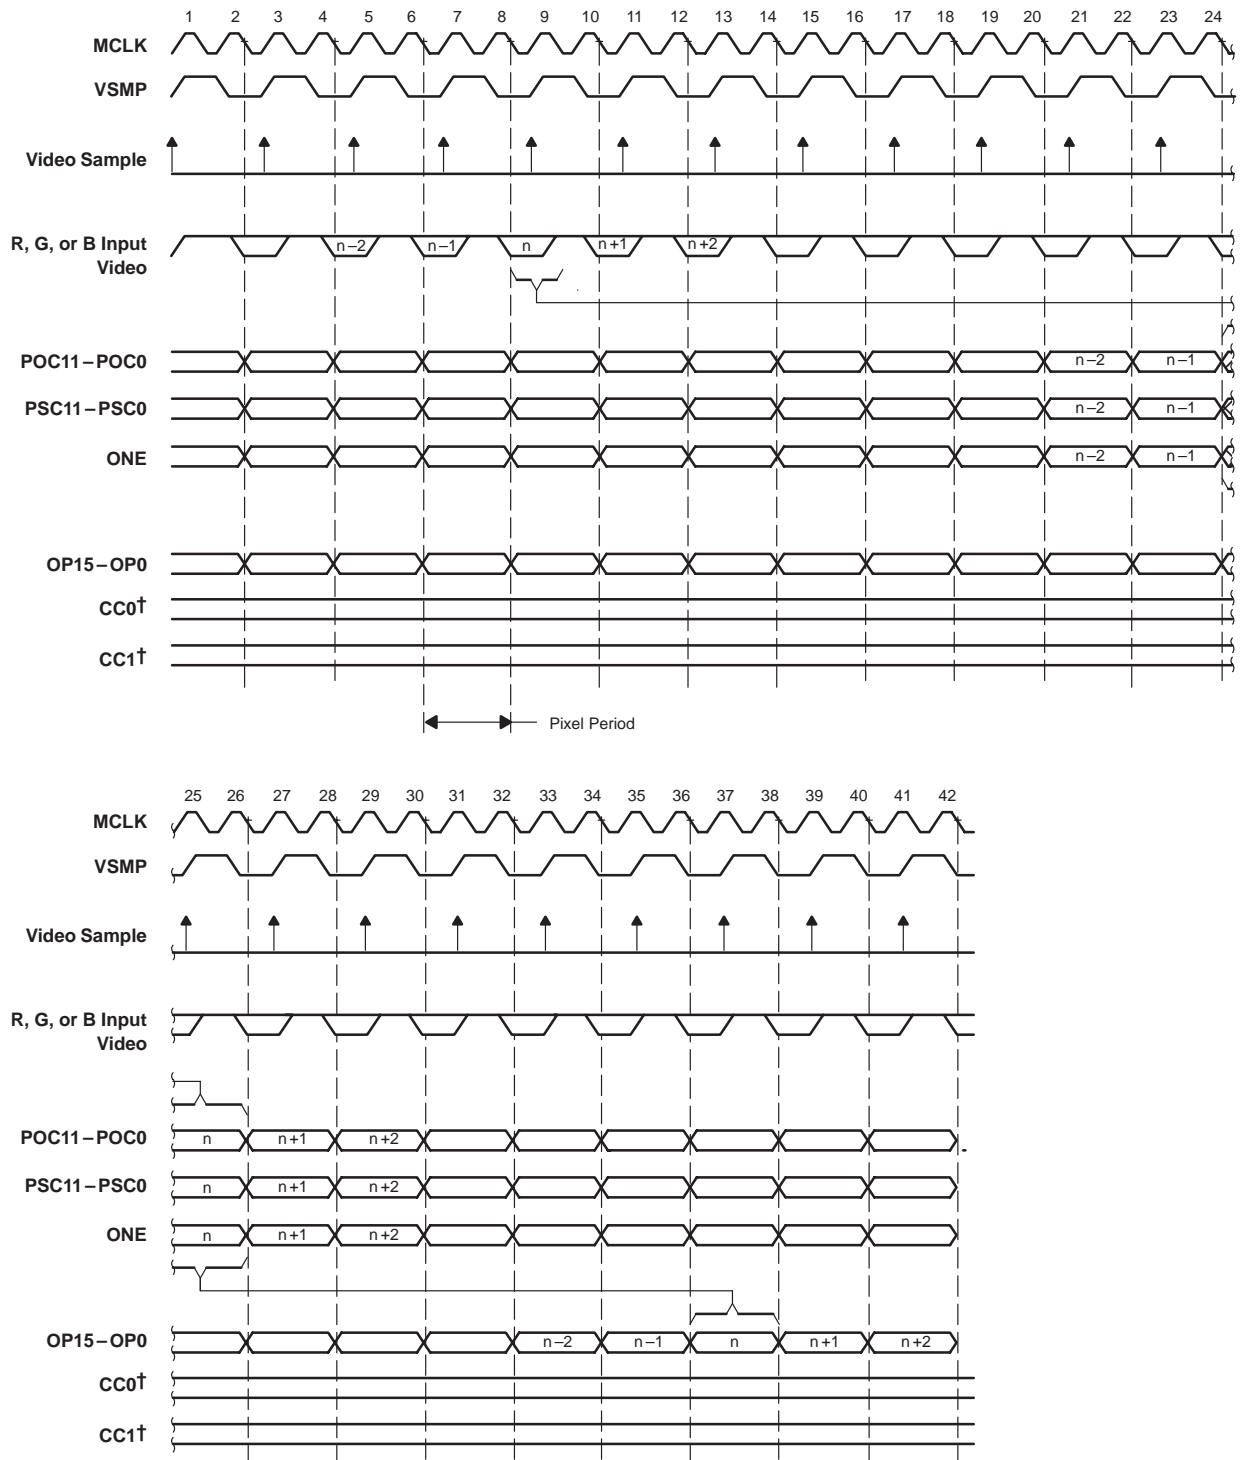 1 2 3 4 5 6 7 8 9 10 11 12 13 14 15 16 17 18 19 20 21 22 23 24
MCLK
VSMP
Video Sample
R, G, or B Input
Video
n–2 n–1 n n+1 n+2
POC11–POC0 n–2 n–1
PSC11–PSC0 n–2 n–1
ONE n–2 n–1
OP15–OP0
CC0†
CC1†
Pixel Period
25 26 27 28 29 30 31 32 33 34 35 36 37 38 39 40 41 42
MCLK
VSMP
Video Sample
R, G, or B Input
Video
POC11–POC0 n n+1 n+2
PSC11–PSC0 n n+1 n+2
ONE n n+1 n+2
OP15–OP0 n–2 n–1 n n+1 n+2
CC0†
CC1†